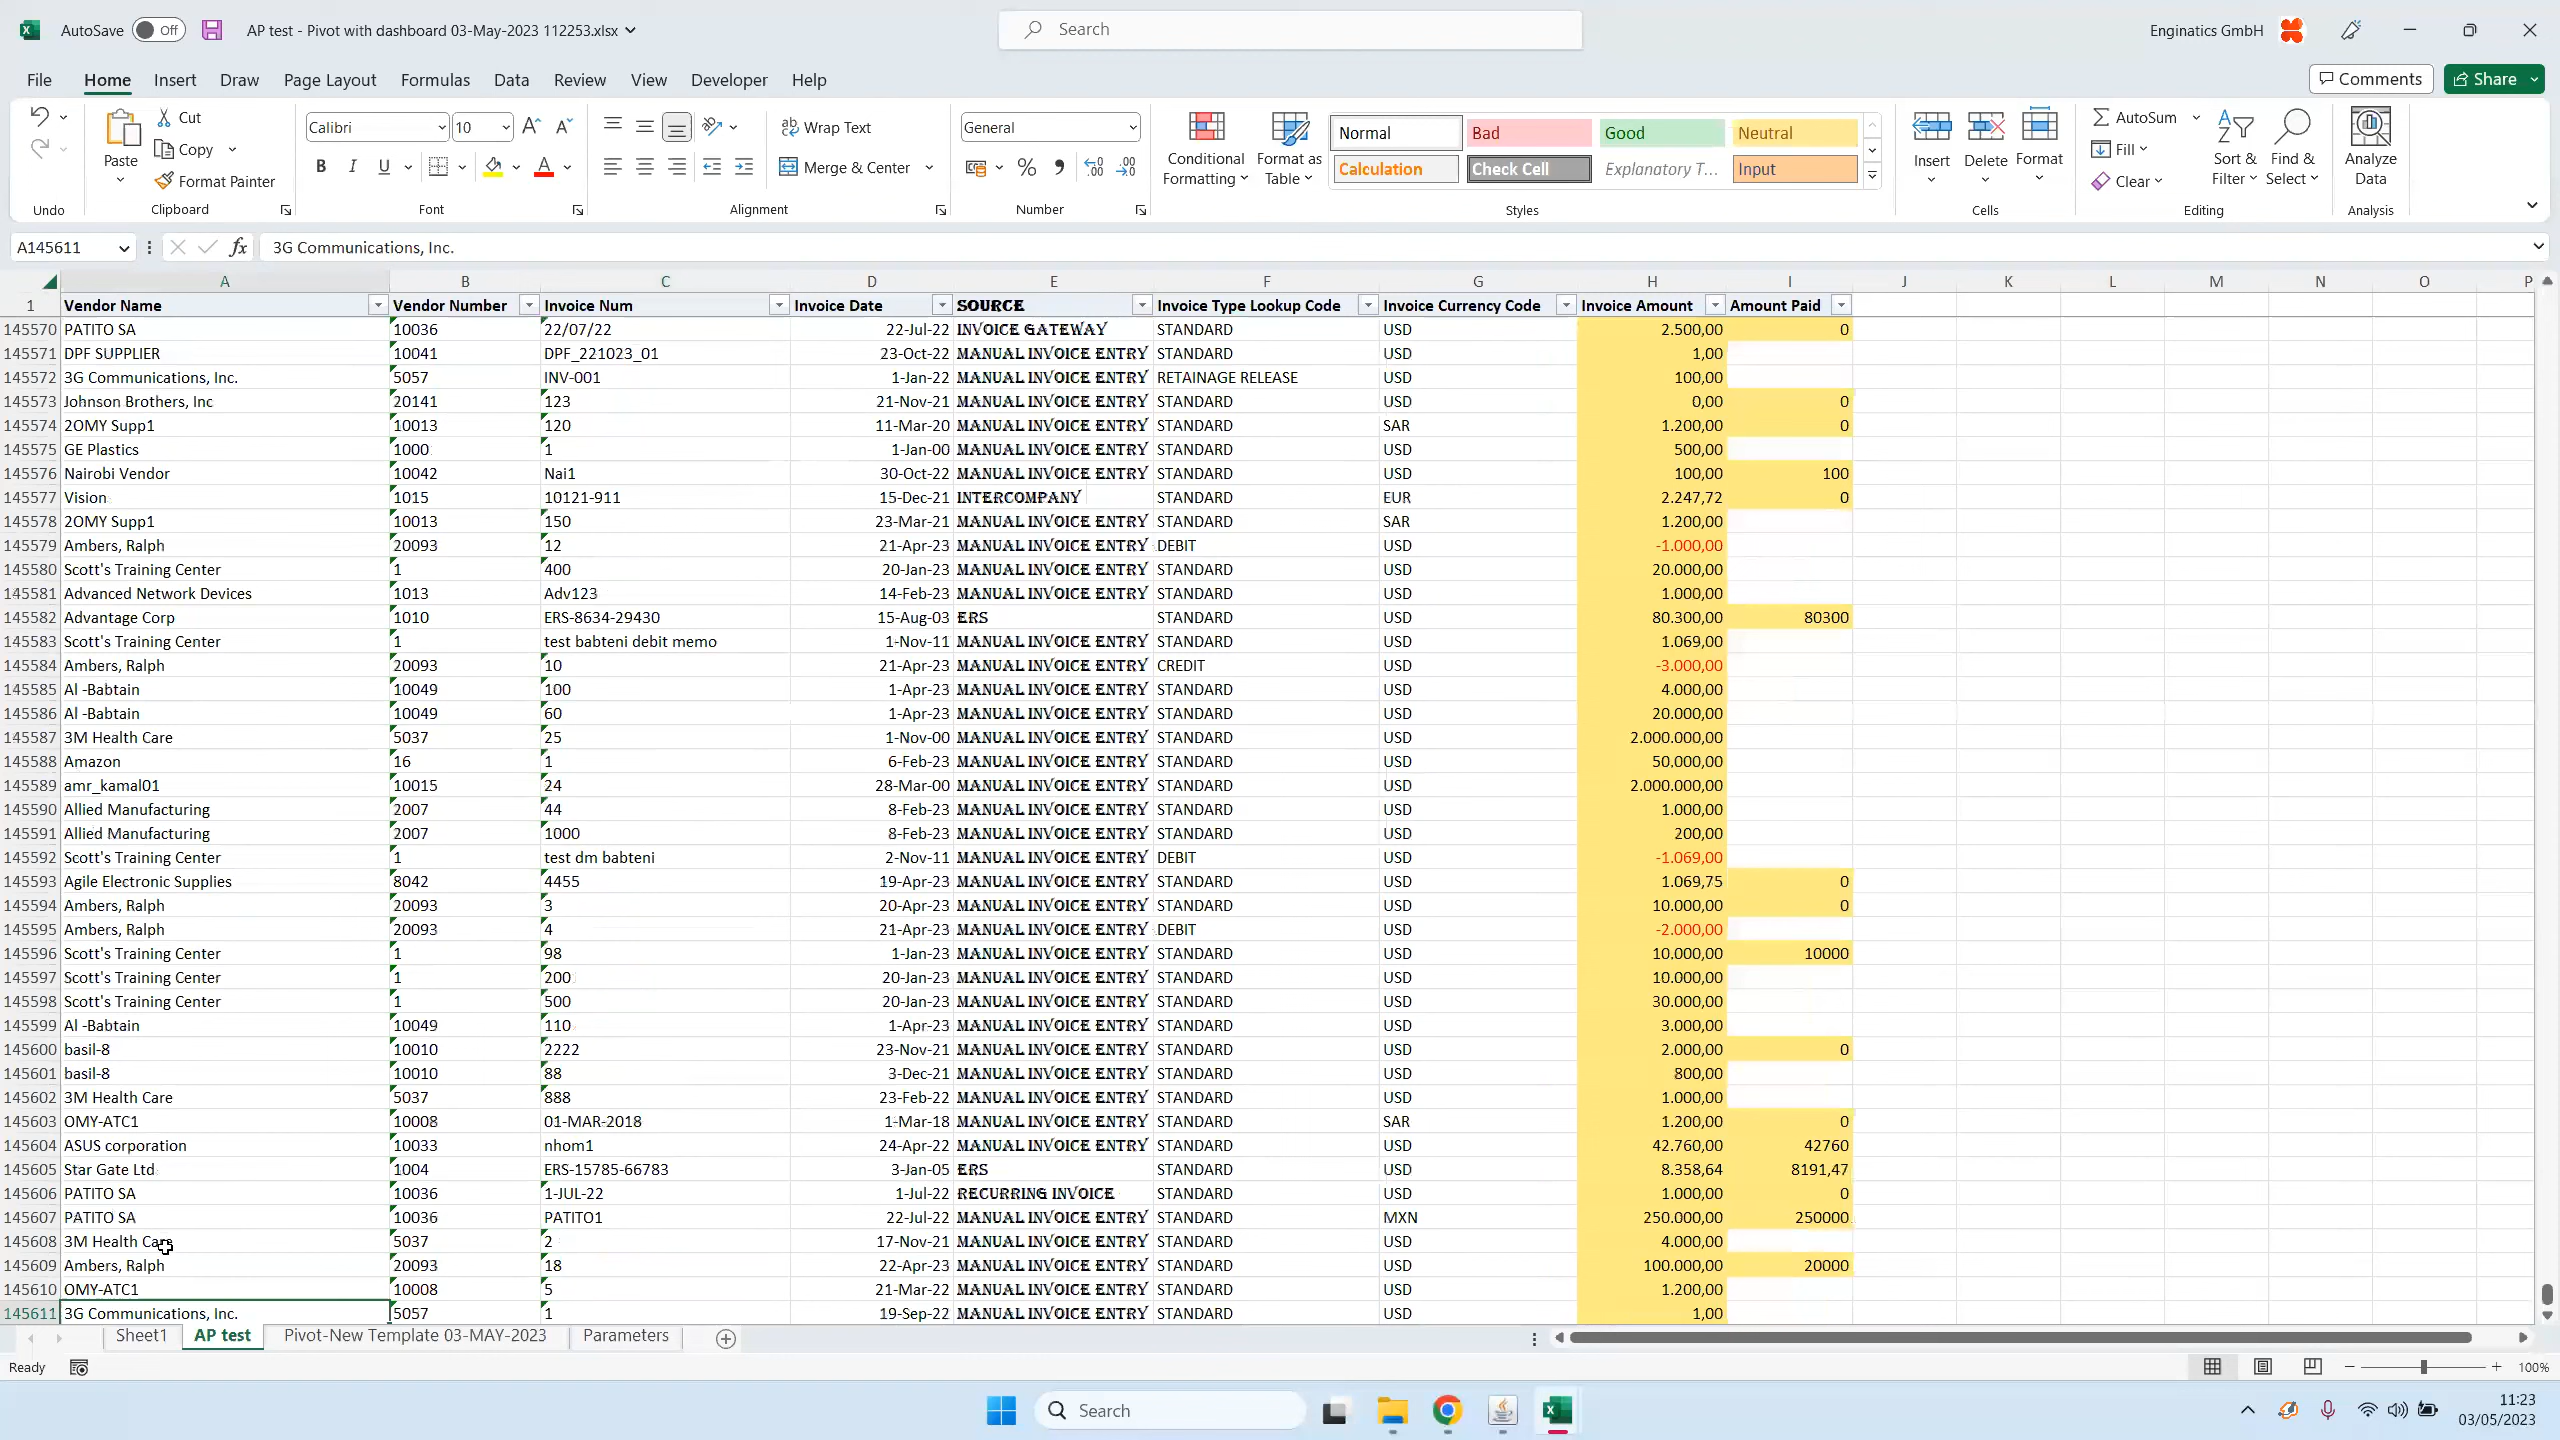 AutoSave Off AP test - Pivot with dashboard 03-May-2023 112253.xlsx Search Enginatics GmbH
File Home Insert Draw Page Layout Formulas Data Review View Developer Help Comments Share
Cut
Copy
Format Painter
Paste
Calibri 10
B I U
Wrap Text
Merge & Center
General
Conditional Formatting
Format as Table
Normal Bad Good Neutral
Calculation Check Cell Explanatory T... Input
Insert Delete Format
AutoSum
Fill
Clear
Sort & Filter
Find & Select
Analyze Data
Undo Clipboard Font Alignment Number Styles Cells Editing Analysis
A145611 fx 3G Communications, Inc.
A B C D E F G H I J K L M N O P
1 Vendor Name Vendor Number Invoice Num Invoice Date SOURCE Invoice Type Lookup Code Invoice Currency Code Invoice Amount Amount Paid
145570 PATITO SA 10036 22/07/22 22-Jul-22 INVOICE GATEWAY STANDARD USD 2.500,00 0
145571 DPF SUPPLIER 10041 DPF_221023_01 23-Oct-22 MANUAL INVOICE ENTRY STANDARD USD 1,00
145572 3G Communications, Inc. 5057 INV-001 1-Jan-22 MANUAL INVOICE ENTRY RETAINAGE RELEASE USD 100,00
145573 Johnson Brothers, Inc 20141 123 21-Nov-21 MANUAL INVOICE ENTRY STANDARD USD 0,00 0
145574 2OMY Supp1 10013 120 11-Mar-20 MANUAL INVOICE ENTRY STANDARD SAR 1.200,00 0
145575 GE Plastics 1000 1 1-Jan-00 MANUAL INVOICE ENTRY STANDARD USD 500,00
145576 Nairobi Vendor 10042 Nai1 30-Oct-22 MANUAL INVOICE ENTRY STANDARD USD 100,00 100
145577 Vision 1015 10121-911 15-Dec-21 INTERCOMPANY STANDARD EUR 2.247,72 0
145578 2OMY Supp1 10013 150 23-Mar-21 MANUAL INVOICE ENTRY STANDARD SAR 1.200,00
145579 Ambers, Ralph 20093 12 21-Apr-23 MANUAL INVOICE ENTRY DEBIT USD -1.000,00
145580 Scott's Training Center 1 400 20-Jan-23 MANUAL INVOICE ENTRY STANDARD USD 20.000,00
145581 Advanced Network Devices 1013 Adv123 14-Feb-23 MANUAL INVOICE ENTRY STANDARD USD 1.000,00
145582 Advantage Corp 1010 ERS-8634-29430 15-Aug-03 ERS STANDARD USD 80.300,00 80300
145583 Scott's Training Center 1 test babteni debit memo 1-Nov-11 MANUAL INVOICE ENTRY STANDARD USD 1.069,00
145584 Ambers, Ralph 20093 10 21-Apr-23 MANUAL INVOICE ENTRY CREDIT USD -3.000,00
145585 Al -Babtain 10049 100 1-Apr-23 MANUAL INVOICE ENTRY STANDARD USD 4.000,00
145586 Al -Babtain 10049 60 1-Apr-23 MANUAL INVOICE ENTRY STANDARD USD 20.000,00
145587 3M Health Care 5037 25 1-Nov-00 MANUAL INVOICE ENTRY STANDARD USD 2.000.000,00
145588 Amazon 16 1 6-Feb-23 MANUAL INVOICE ENTRY STANDARD USD 50.000,00
145589 amr_kamal01 10015 24 28-Mar-00 MANUAL INVOICE ENTRY STANDARD USD 2.000.000,00
145590 Allied Manufacturing 2007 44 8-Feb-23 MANUAL INVOICE ENTRY STANDARD USD 1.000,00
145591 Allied Manufacturing 2007 1000 8-Feb-23 MANUAL INVOICE ENTRY STANDARD USD 200,00
145592 Scott's Training Center 1 test dm babteni 2-Nov-11 MANUAL INVOICE ENTRY DEBIT USD -1.069,00
145593 Agile Electronic Supplies 8042 4455 19-Apr-23 MANUAL INVOICE ENTRY STANDARD USD 1.069,75 0
145594 Ambers, Ralph 20093 3 20-Apr-23 MANUAL INVOICE ENTRY STANDARD USD 10.000,00 0
145595 Ambers, Ralph 20093 4 21-Apr-23 MANUAL INVOICE ENTRY DEBIT USD -2.000,00
145596 Scott's Training Center 1 98 1-Jan-23 MANUAL INVOICE ENTRY STANDARD USD 10.000,00 10000
145597 Scott's Training Center 1 200 20-Jan-23 MANUAL INVOICE ENTRY STANDARD USD 10.000,00
145598 Scott's Training Center 1 500 20-Jan-23 MANUAL INVOICE ENTRY STANDARD USD 30.000,00
145599 Al -Babtain 10049 110 1-Apr-23 MANUAL INVOICE ENTRY STANDARD USD 3.000,00
145600 basil-8 10010 2222 23-Nov-21 MANUAL INVOICE ENTRY STANDARD USD 2.000,00 0
145601 basil-8 10010 88 3-Dec-21 MANUAL INVOICE ENTRY STANDARD USD 800,00
145602 3M Health Care 5037 888 23-Feb-22 MANUAL INVOICE ENTRY STANDARD USD 1.000,00
145603 OMY-ATC1 10008 01-MAR-2018 1-Mar-18 MANUAL INVOICE ENTRY STANDARD SAR 1.200,00 0
145604 ASUS corporation 10033 nhom1 24-Apr-22 MANUAL INVOICE ENTRY STANDARD USD 42.760,00 42760
145605 Star Gate Ltd 1004 ERS-15785-66783 3-Jan-05 ERS STANDARD USD 8.358,64 8191,47
145606 PATITO SA 10036 1-JUL-22 1-Jul-22 RECURRING INVOICE STANDARD USD 1.000,00 0
145607 PATITO SA 10036 PATITO1 22-Jul-22 MANUAL INVOICE ENTRY STANDARD MXN 250.000,00 250000
145608 3M Health Care 5037 2 17-Nov-21 MANUAL INVOICE ENTRY STANDARD USD 4.000,00
145609 Ambers, Ralph 20093 18 22-Apr-23 MANUAL INVOICE ENTRY STANDARD USD 100.000,00 20000
145610 OMY-ATC1 10008 5 21-Mar-22 MANUAL INVOICE ENTRY STANDARD USD 1.200,00
145611 3G Communications, Inc. 5057 1 19-Sep-22 MANUAL INVOICE ENTRY STANDARD USD 1,00
Sheet1 AP test Pivot-New Template 03-MAY-2023 Parameters
Ready 100%
Search 11:23
03/05/2023